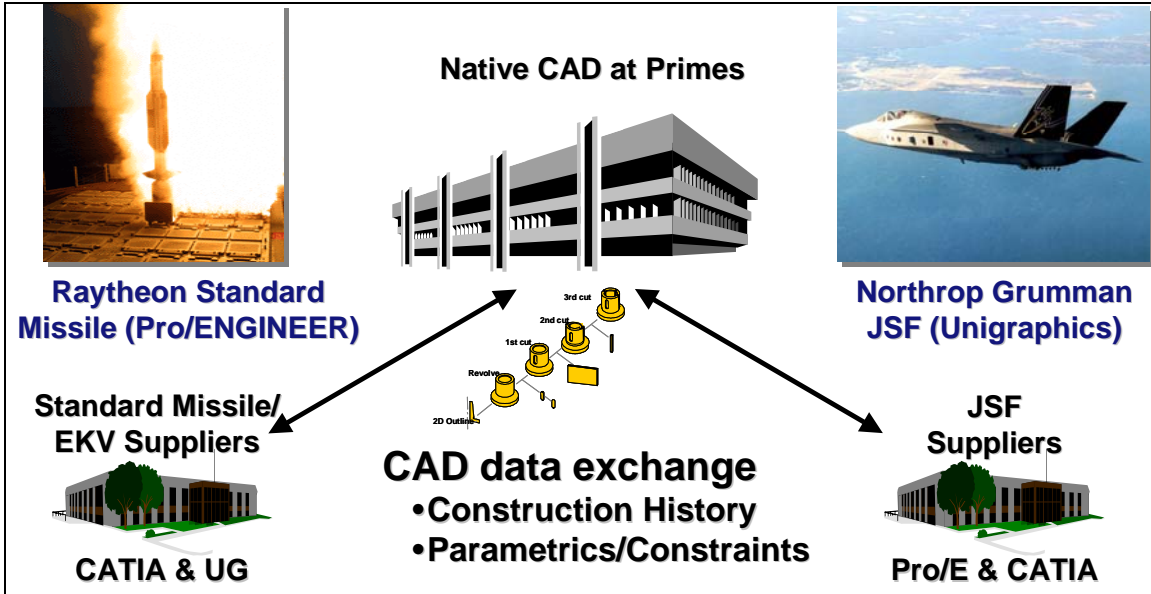 Native CAD at Primes
Raytheon Standard
Missile (Pro/ENGINEER)
Northrop Grumman
JSF (Unigraphics)
3rd cut
2nd cut
1st cut
Revolve
2D Outline
Standard Missile/
EKV Suppliers
CATIA & UG
CAD data exchange
•Construction History
•Parametrics/Constraints
JSF
Suppliers
Pro/E & CATIA